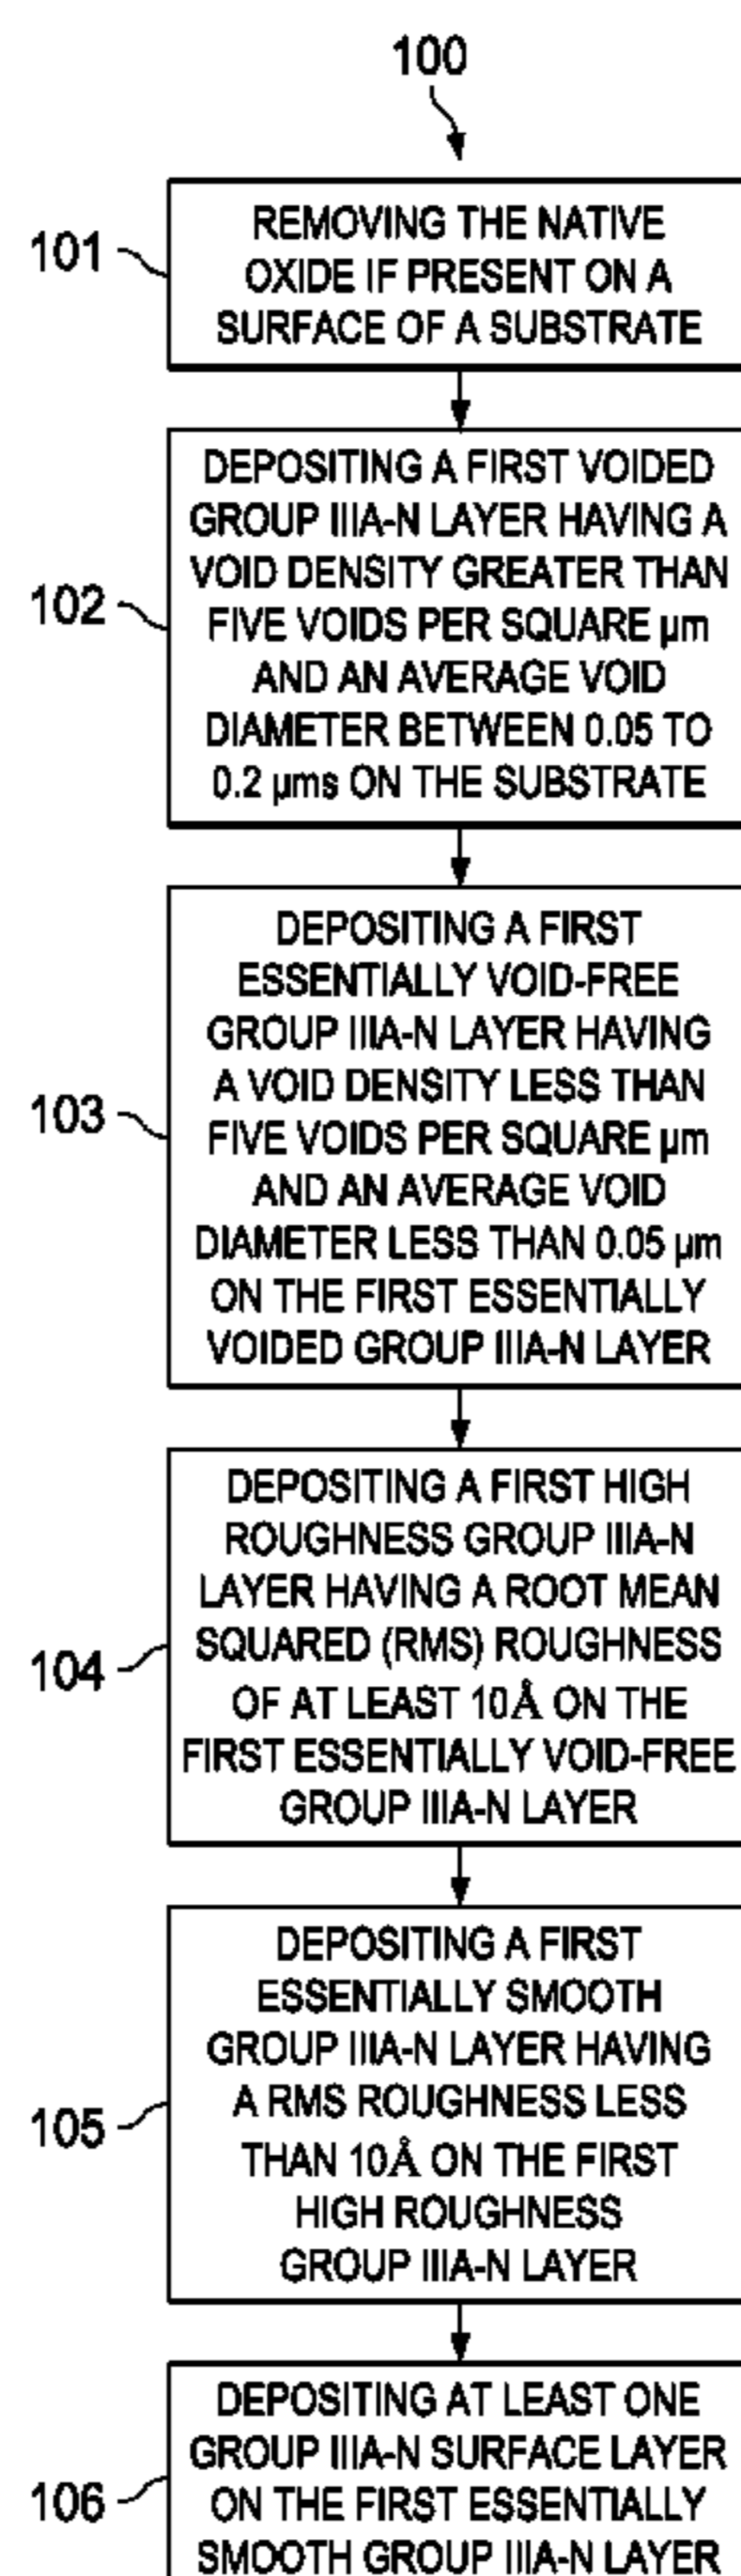 100
101
REMOVING THE NATIVE
OXIDE IF PRESENT ON A
SURFACE OF A SUBSTRATE
102
DEPOSITING A FIRST VOIDED
GROUP IIIA-N LAYER HAVING A
VOID DENSITY GREATER THAN
FIVE VOIDS PER SQUARE µm
AND AN AVERAGE VOID
DIAMETER BETWEEN 0.05 TO
0.2 µms ON THE SUBSTRATE
103
DEPOSITING A FIRST
ESSENTIALLY VOID-FREE
GROUP IIIA-N LAYER HAVING
A VOID DENSITY LESS THAN
FIVE VOIDS PER SQUARE µm
AND AN AVERAGE VOID
DIAMETER LESS THAN 0.05 µm
ON THE FIRST ESSENTIALLY
VOIDED GROUP IIIA-N LAYER
104
DEPOSITING A FIRST HIGH
ROUGHNESS GROUP IIIA-N
LAYER HAVING A ROOT MEAN
SQUARED (RMS) ROUGHNESS
OF AT LEAST 10Å ON THE
FIRST ESSENTIALLY VOID-FREE
GROUP IIIA-N LAYER
105
DEPOSITING A FIRST
ESSENTIALLY SMOOTH
GROUP IIIA-N LAYER HAVING
A RMS ROUGHNESS LESS
THAN 10Å ON THE FIRST
HIGH ROUGHNESS
GROUP IIIA-N LAYER
106
DEPOSITING AT LEAST ONE
GROUP IIIA-N SURFACE LAYER
ON THE FIRST ESSENTIALLY
SMOOTH GROUP IIIA-N LAYER